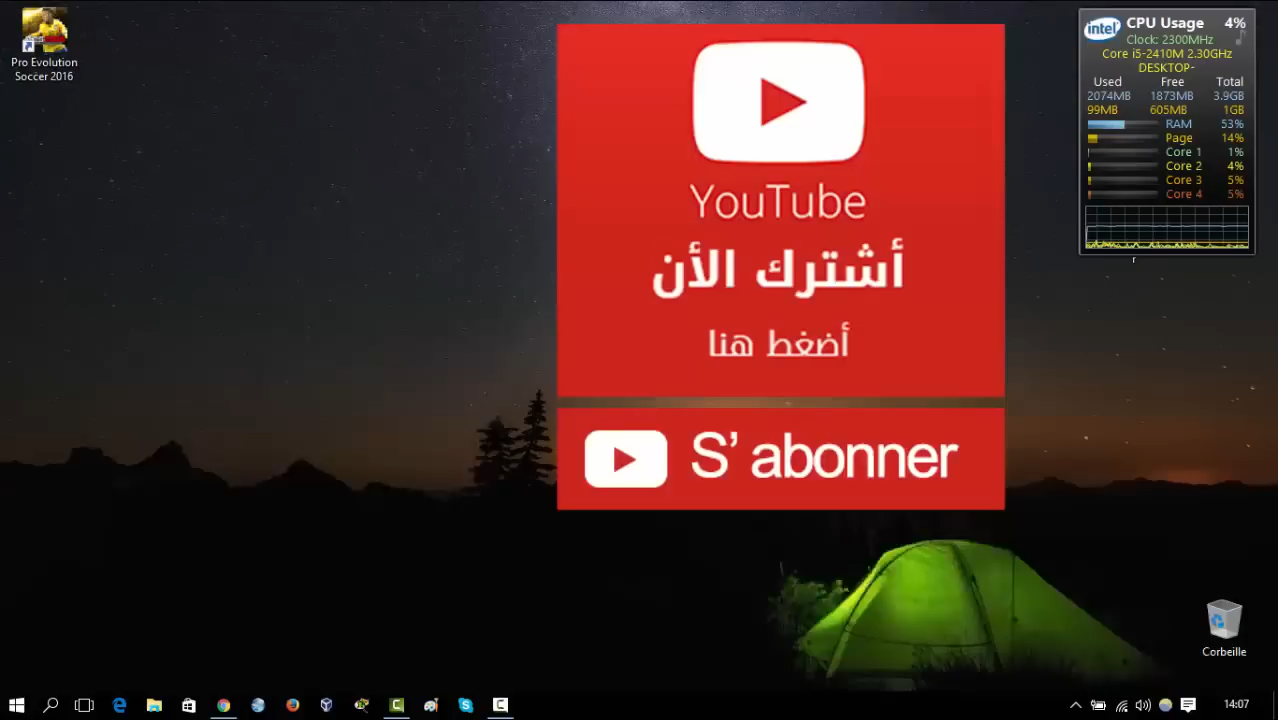 Pro Evolution
Soccer 2016
YouTube
أشترك الأن
أضغط هنا
S' abonner
intel
CPU Usage 4%
Clock: 2300MHz
Core i5-2410M 2.30GHz
DESKTOP-
Used Free Total
2074MB 1873MB 3.9GB
99MB 605MB 1GB
RAM 53%
Page 14%
Core 1 1%
Core 2 4%
Core 3 5%
Core 4 5%
r
Corbeille
14:07